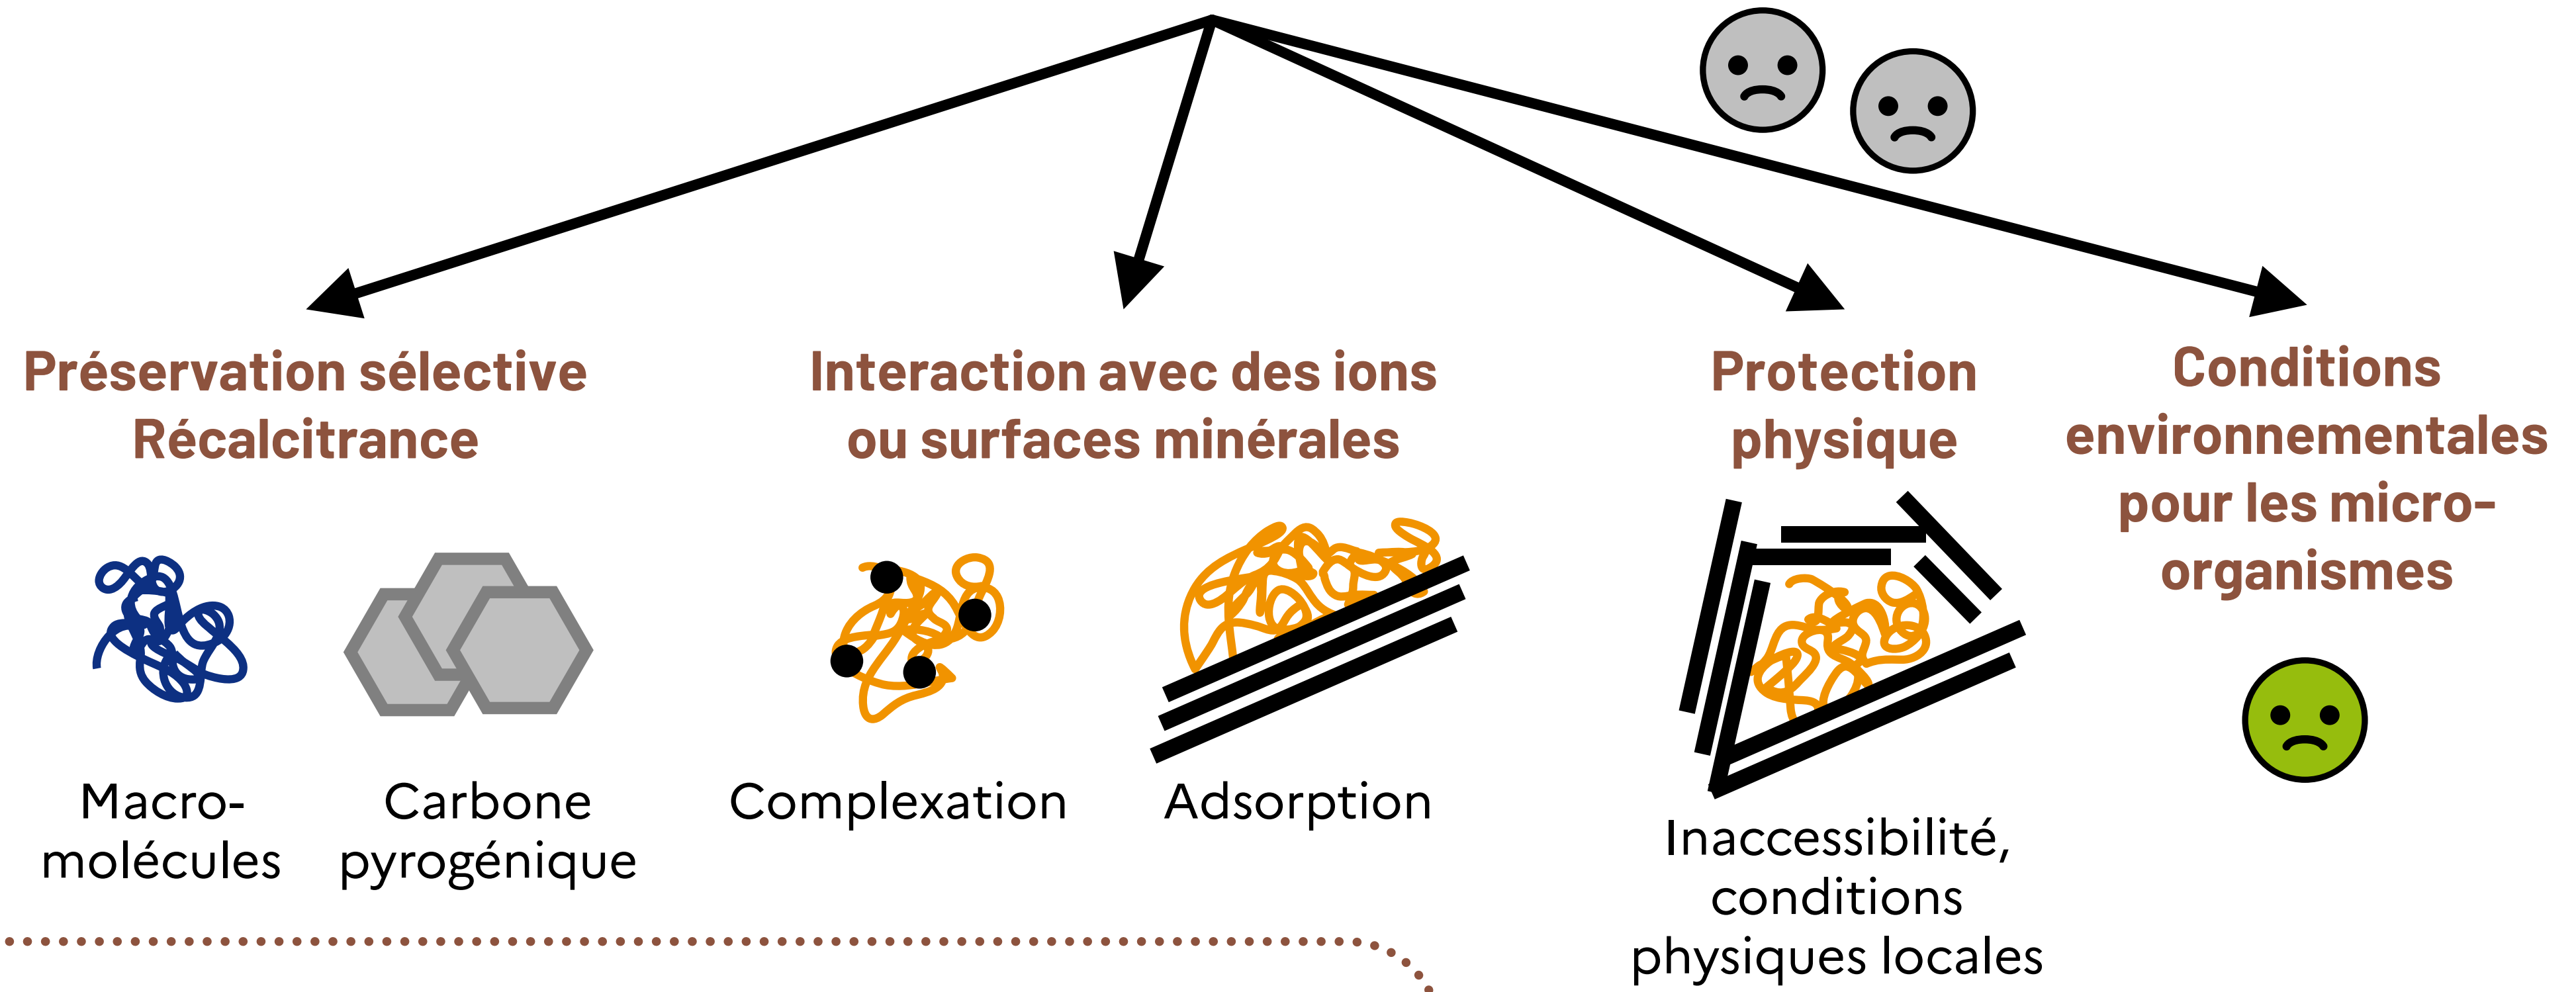 Préservation sélective
Récalcitrance
Interaction avec des ions
ou surfaces minérales
Protection
physique
Conditions
environnementales
pour les micro-
organismes
Macro-
molécules
Carbone
pyrogénique
Complexation
Adsorption
Inaccessibilité,
conditions
physiques locales